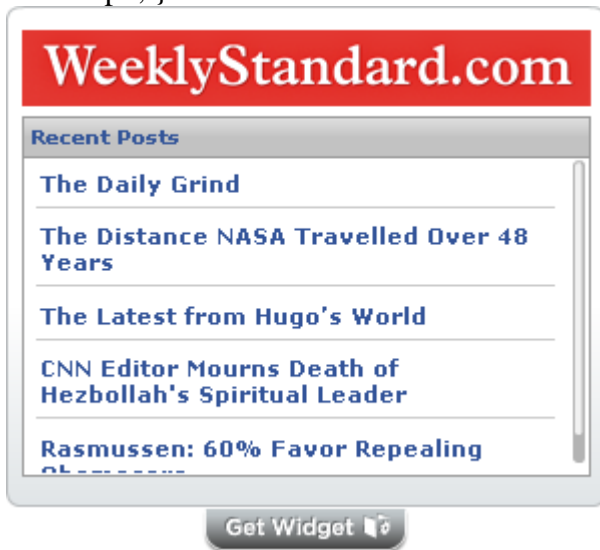 WeeklyStandard.com
Recent Posts
The Daily Grind
The Distance NASA Travelled Over 48
Years
The Latest from Hugo's World
CNN Editor Mourns Death of
Hezbollah's Spiritual Leader
Rasmussen: 60% Favor Repealing
Get Widget